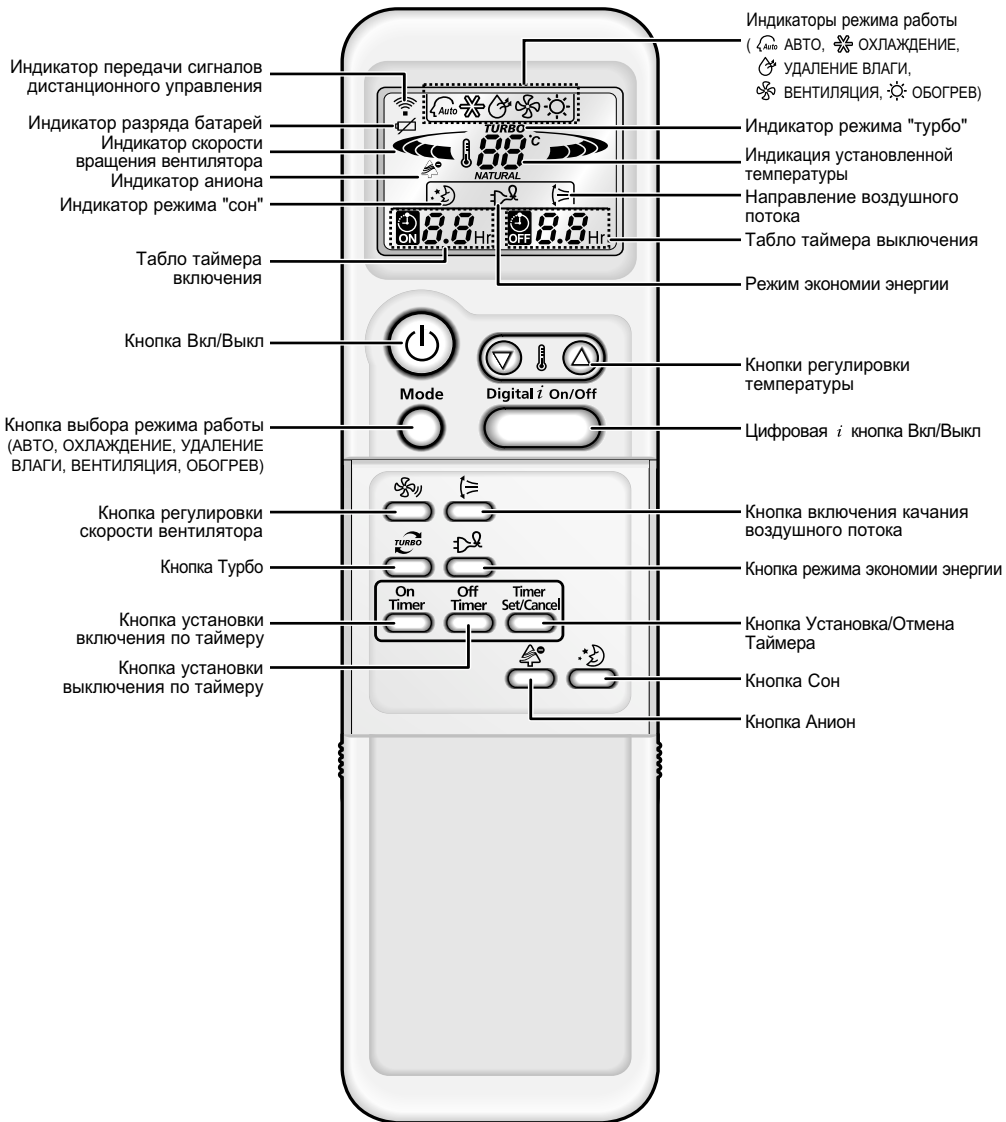 Индикаторы режима работы
( Auto АВТО, ОХЛАЖДЕНИЕ,
УДАЛЕНИЕ ВЛАГИ,
ВЕНТИЛЯЦИЯ, ОБОГРЕВ)
Индикатор передачи сигналов
дистанционного управления
Индикатор разряда батарей
Индикатор скорости
вращения вентилятора
Индикатор аниона
Индикатор режима "сон"
Табло таймера
включения
Auto
TURBO
88°C
NATURAL
ON 8.8Hr
OFF 8.8Hr
Индикатор режима "турбо"
Индикация установленной
температуры
Направление воздушного
потока
Табло таймера выключения
Режим экономии энергии
Кнопка Вкл/Выкл
Кнопка выбора режима работы
(АВТО, ОХЛАЖДЕНИЕ, УДАЛЕНИЕ
ВЛАГИ, ВЕНТИЛЯЦИЯ, ОБОГРЕВ)
Mode
Digital i On/Off
Кнопки регулировки
температуры
Цифровая i кнопка Вкл/Выкл
Кнопка регулировки
скорости вентилятора
Кнопка Турбо
Кнопка установки
включения по таймеру
Кнопка установки
выключения по таймеру
TURBO
On
Timer
Off
Timer
Timer
Set/Cancel
Кнопка включения качания
воздушного потока
Кнопка режима экономии энергии
Кнопка Установка/Отмена
Таймера
Кнопка Сон
Кнопка Анион